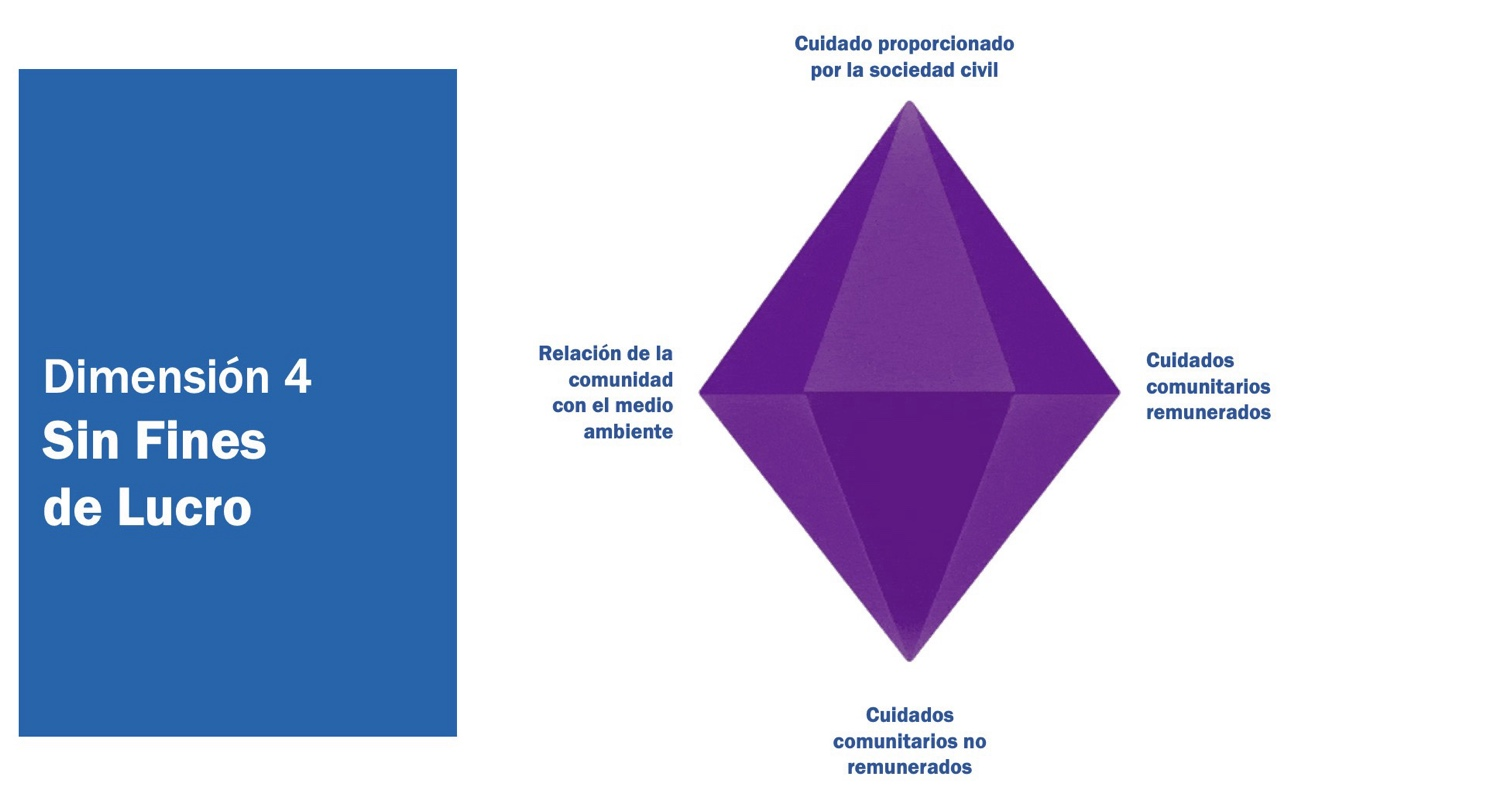 Dimensión 4
Sin Fines
de Lucro
Cuidado proporcionado
por la sociedad civil
Relación de la
comunidad
con el medio
ambiente
Cuidados
comunitarios
remunerados
Cuidados
comunitarios no
remunerados